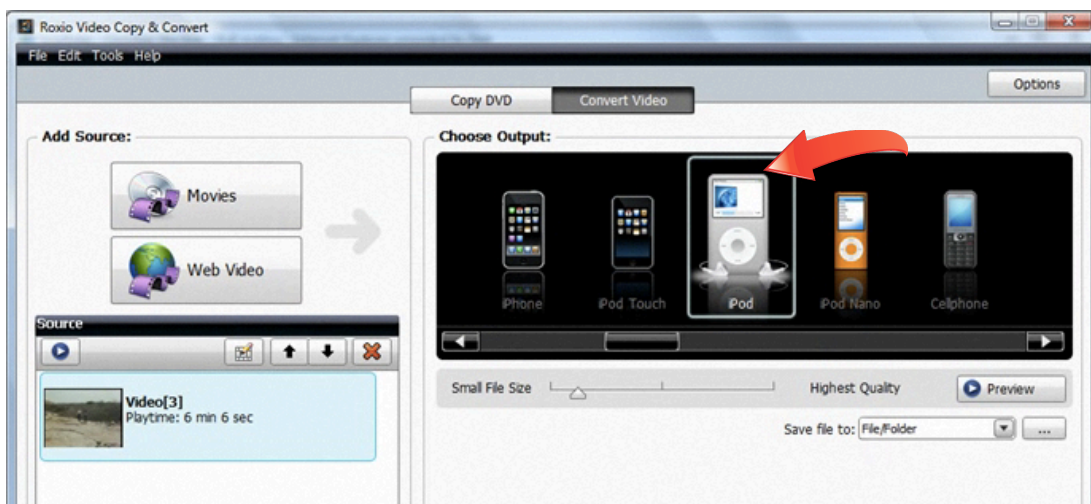 Roxio Video Copy & Convert
File Edit Tools Help
Options
Copy DVD Convert Video
Add Source:
Movies
Web Video
Source
Video[3]
Playtime: 6 min 6 sec
Choose Output:
iPhone iPod Touch iPod iPod Nano Cellphone
Small File Size Highest Quality Preview
Save file to: File/Folder ...